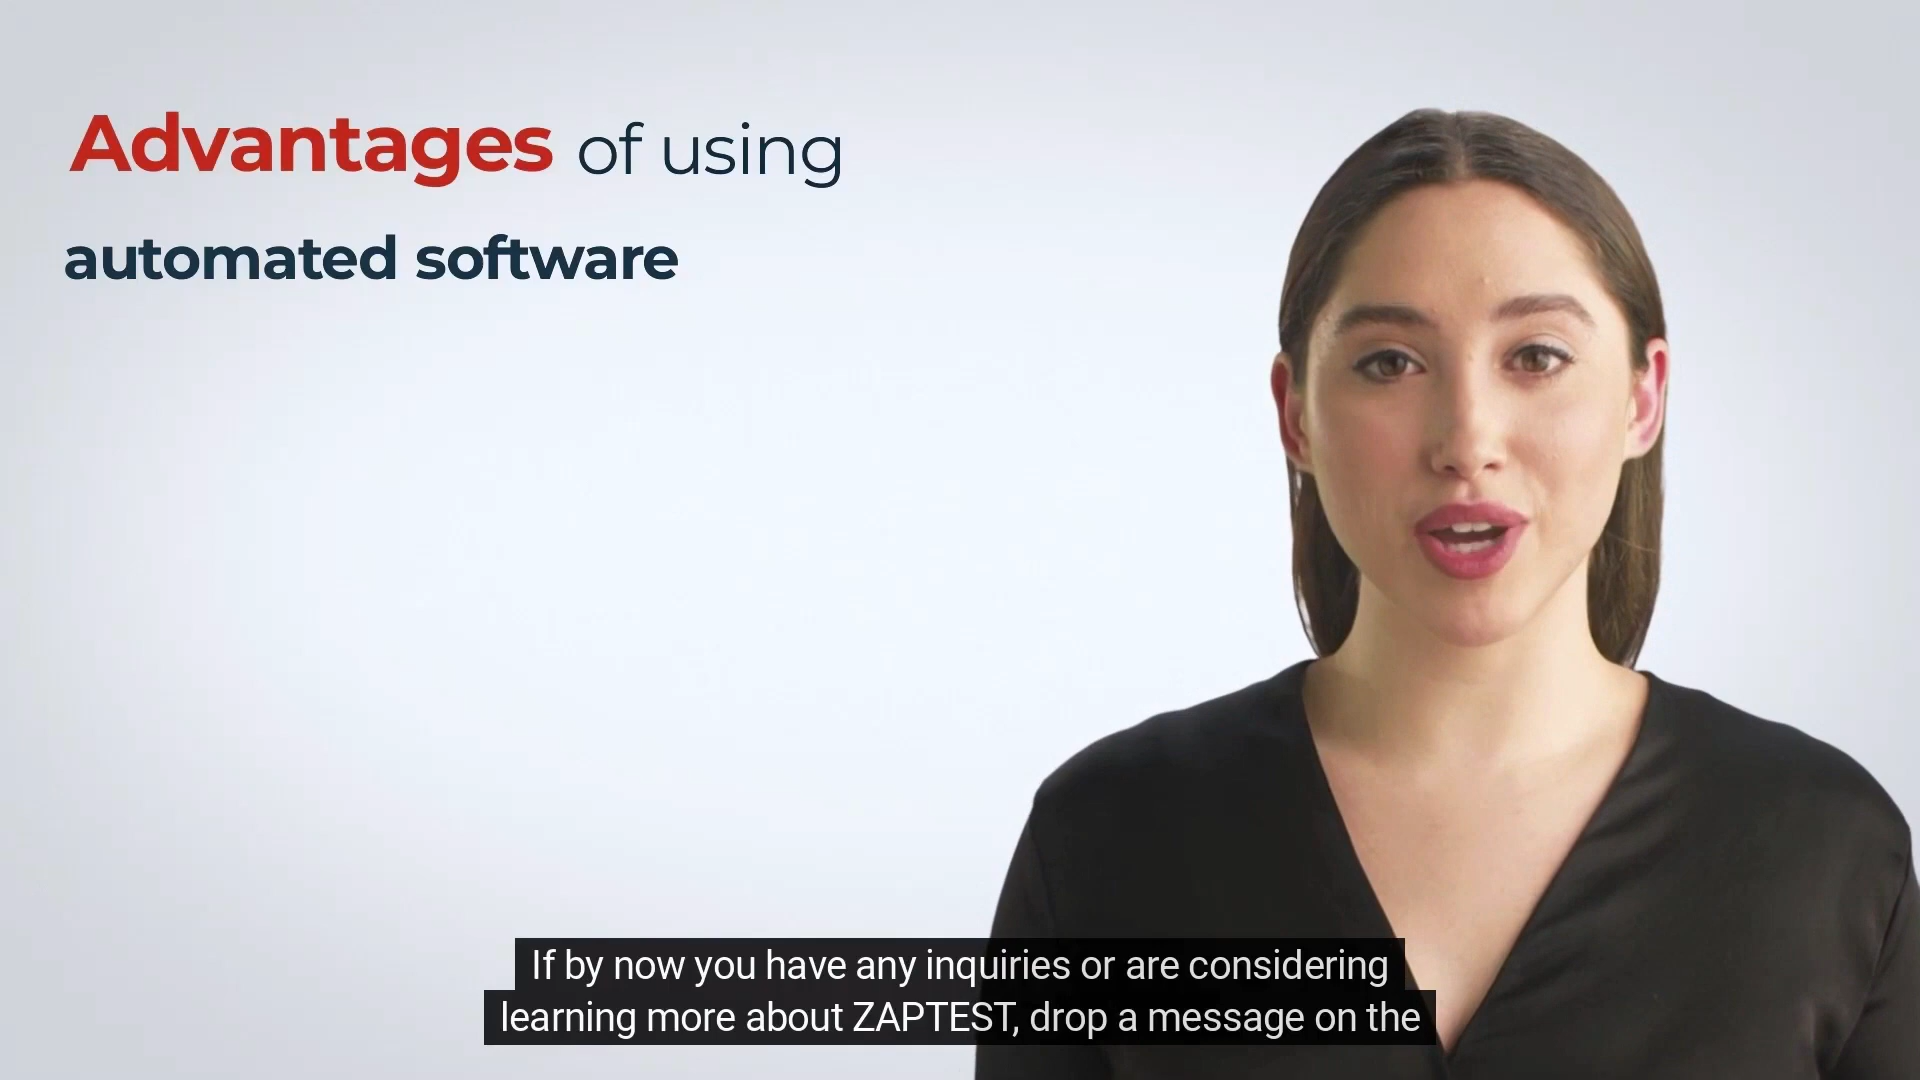 Advantages of using
automated software
If by now you have any inquiries or are considering
learning more about ZAPTEST, drop a message on the